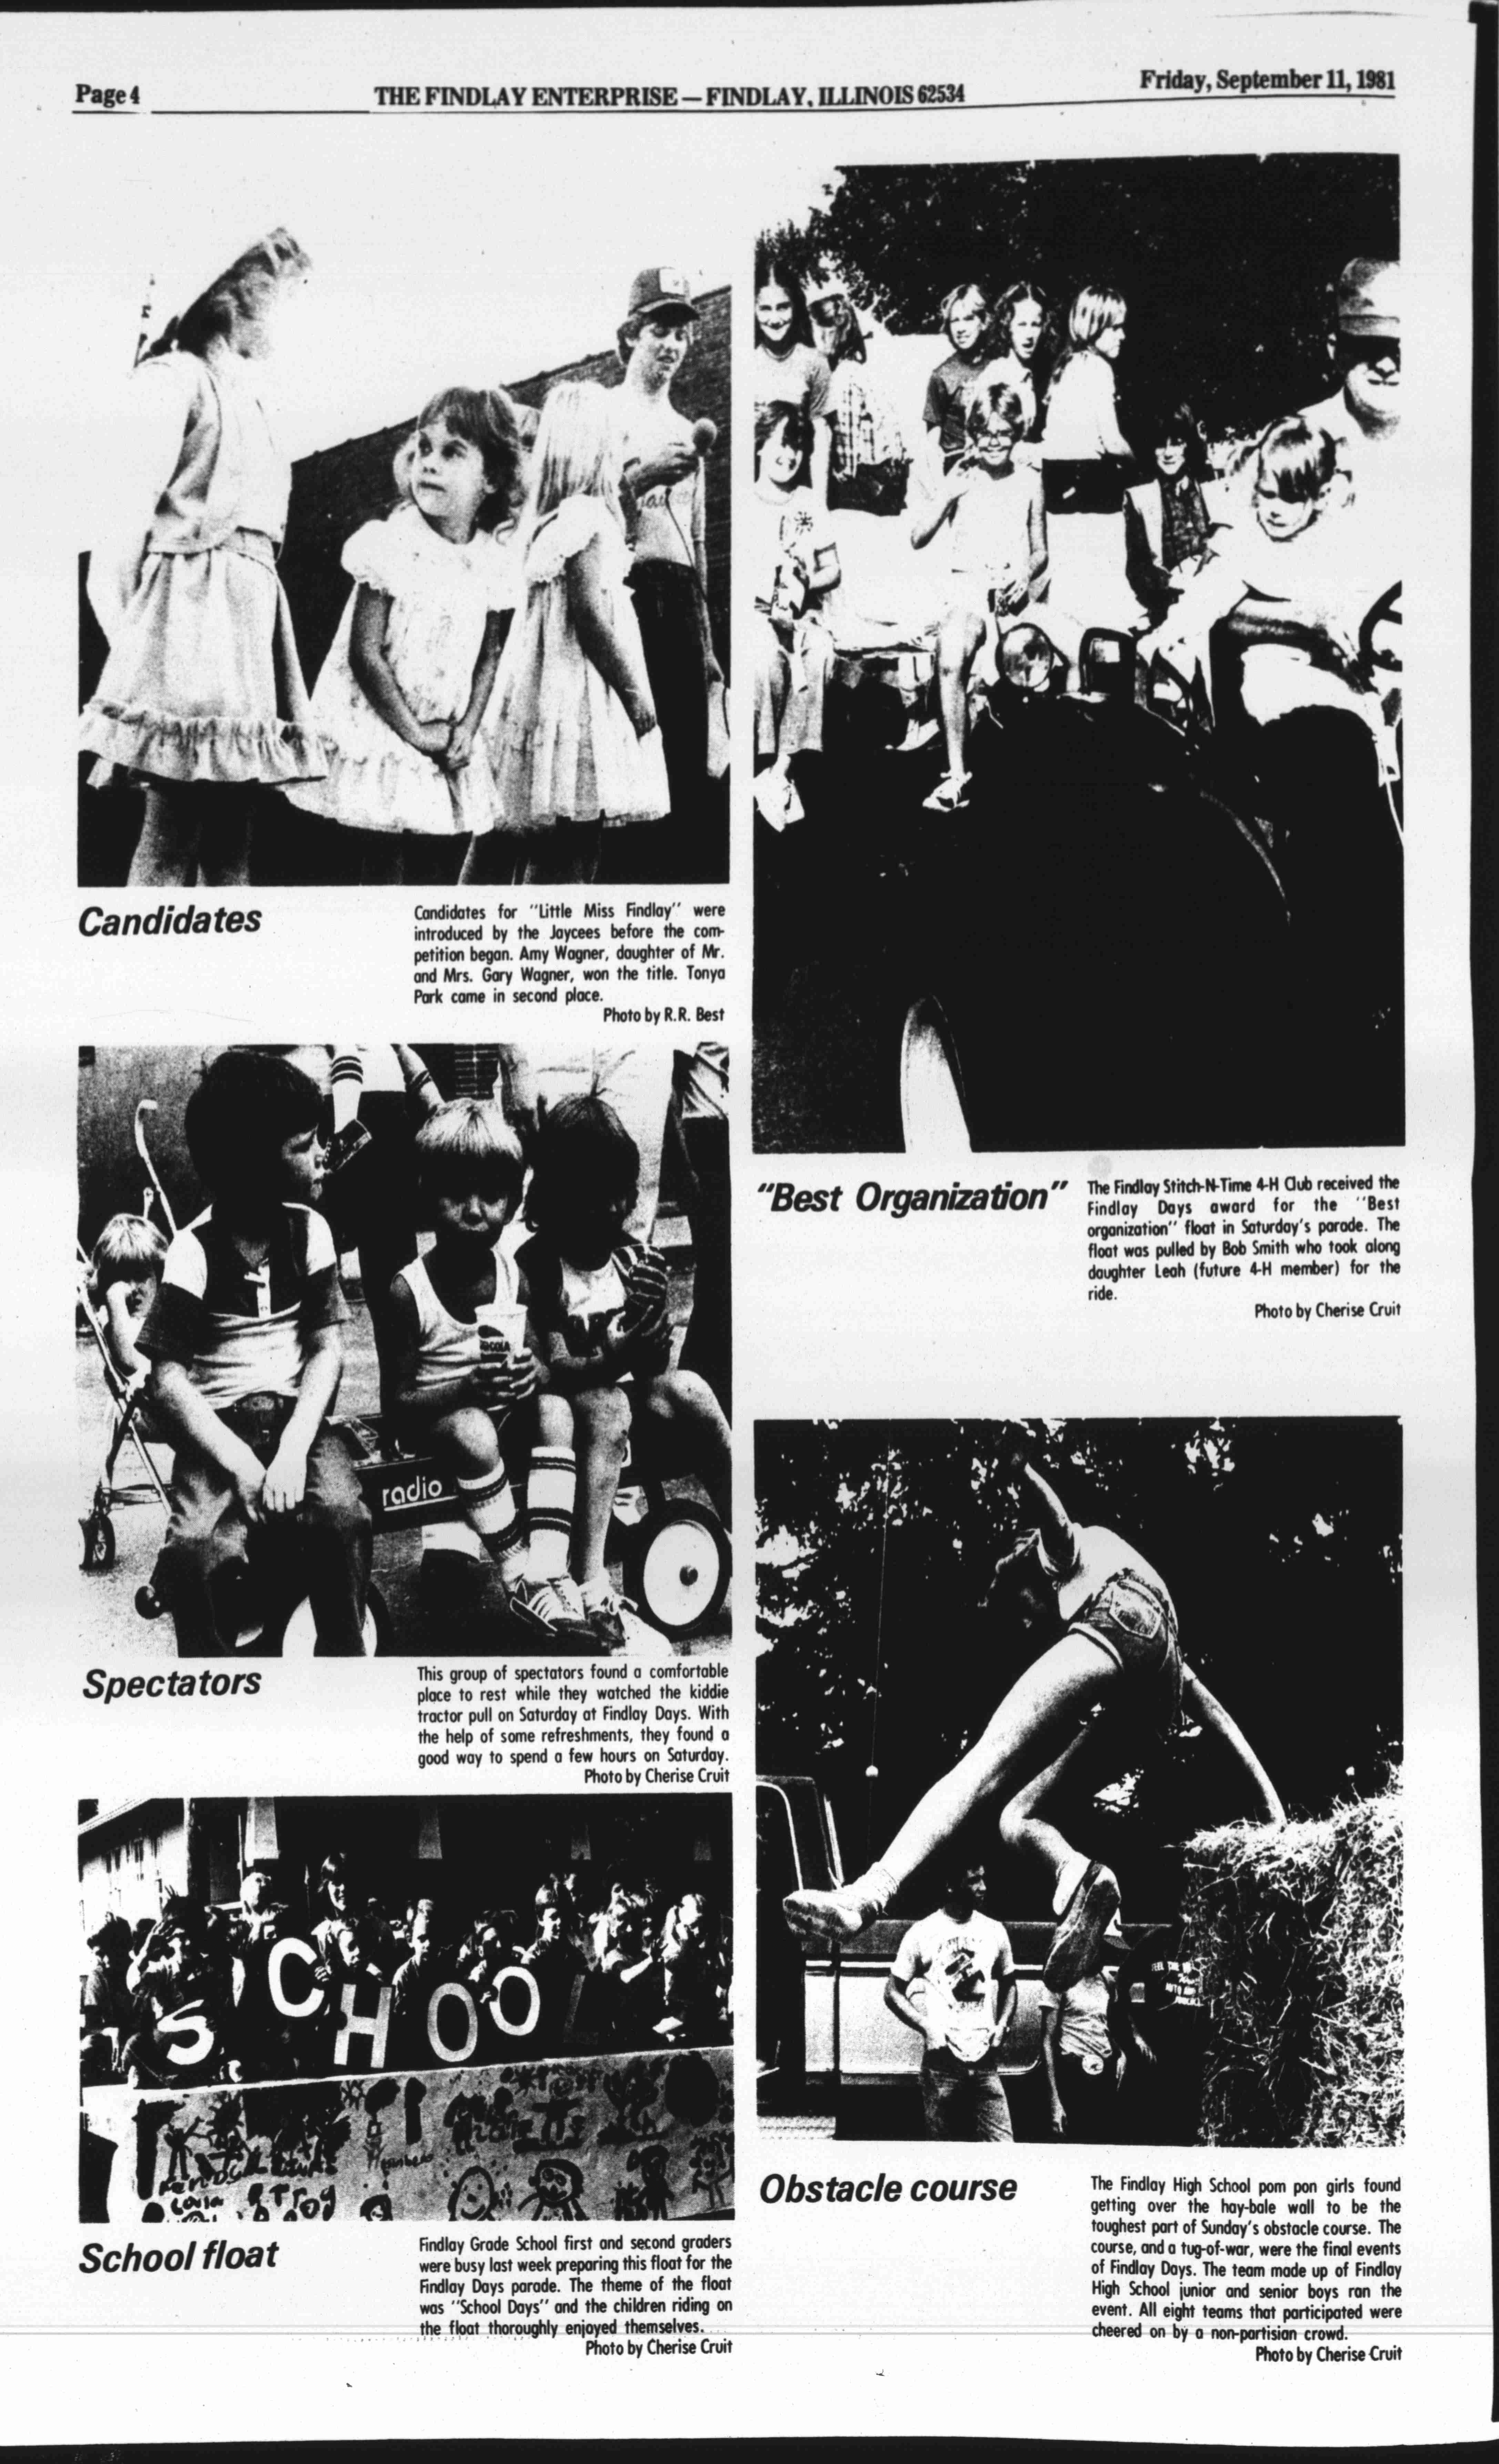 Page 4
THE FINDLAY ENTERPRISE — FINDLAY, ILLINOIS 62534
Friday, September 11, 1981
Candidates
Candidates for "Little Miss Findlay" were
introduced by the Jaycees before the com-
petition began. Amy Wagner, daughter of Mr.
and Mrs. Gary Wagner, won the title. Tonya
Park came in second place.
Photo by R.R. Best
radio
Spectators
This group of spectators found a comfortable
place to rest while they watched the kiddie
tractor pull on Saturday at Findlay Days. With
the help of some refreshments, they found a
good way to spend a few hours on Saturday.
Photo by Cherise Cruit
SCHOO
Troy
School float
Findlay Grade School first and second graders
were busy last week preparing this float for the
Findlay Days parade. The theme of the float
was "School Days" and the children riding on
the float thoroughly enjoyed themselves.
Photo by Cherise Cruit
"Best Organization"
The Findlay Stitch-N-Time 4-H Club received the
Findlay Days award for the "Best
organization" float in Saturday's parade. The
float was pulled by Bob Smith who took along
daughter Leah (future 4-H member) for the
ride.
Photo by Cherise Cruit
Obstacle course
The Findlay High School pom pon girls found
getting over the hay-bale wall to be the
toughest part of Sunday's obstacle course. The
course, and a tug-of-war, were the final events
of Findlay Days. The team made up of Findlay
High School junior and senior boys ran the
event. All eight teams that participated were
cheered on by a non-partisian crowd.
Photo by Cherise Cruit